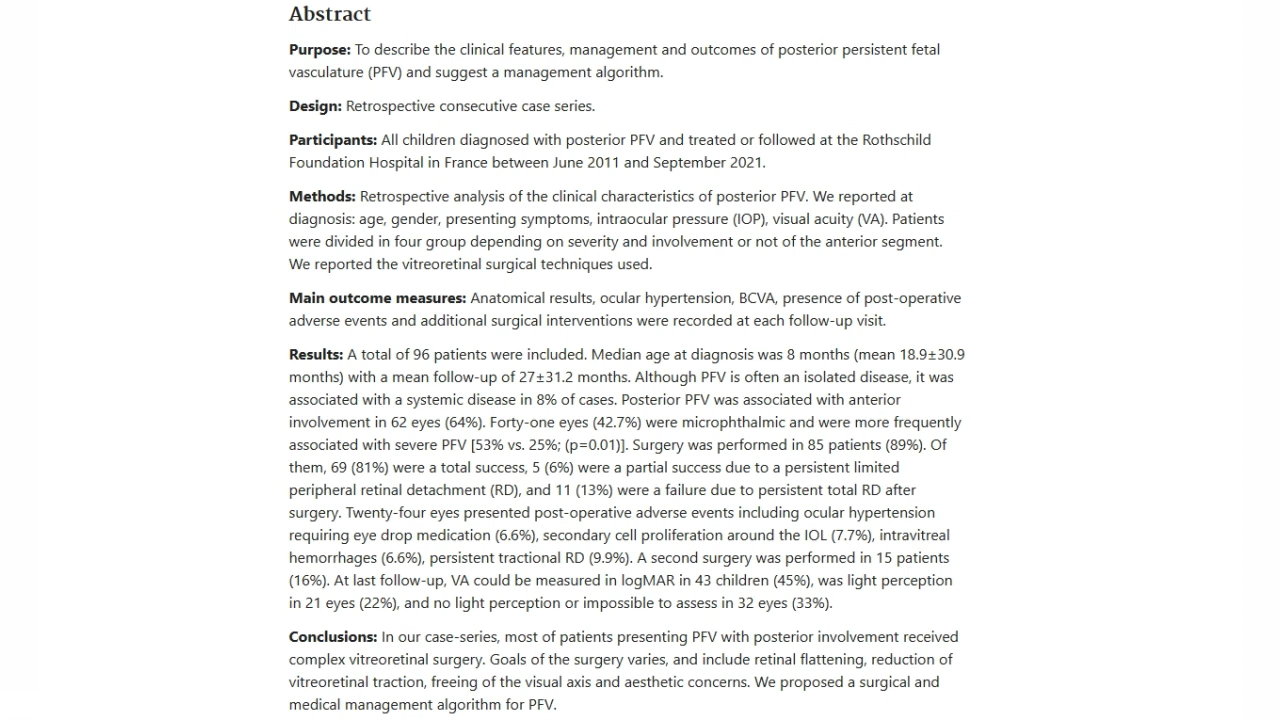 Abstract
Purpose: To describe the clinical features, management and outcomes of posterior persistent fetal
vasculature (PFV) and suggest a management algorithm.
Design: Retrospective consecutive case series.
Participants: All children diagnosed with posterior PFV and treated or followed at the Rothschild
Foundation Hospital in France between June 2011 and September 2021.
Methods: Retrospective analysis of the clinical characteristics of posterior PFV. We reported at
diagnosis: age, gender, presenting symptoms, intraocular pressure (IOP), visual acuity (VA). Patients
were divided in four group depending on severity and involvement or not of the anterior segment.
We reported the vitreoretinal surgical techniques used.
Main outcome measures: Anatomical results, ocular hypertension, BCVA, presence of post-operative
adverse events and additional surgical interventions were recorded at each follow-up visit.
Results: A total of 96 patients were included. Median age at diagnosis was 8 months (mean 18.9±30.9
months) with a mean follow-up of 27±31.2 months. Although PFV is often an isolated disease, it was
associated with a systemic disease in 8% of cases. Posterior PFV was associated with anterior
involvement in 62 eyes (64%). Forty-one eyes (42.7%) were microphthalmic and were more frequently
associated with severe PFV [53% vs. 25%; (p=0.01)]. Surgery was performed in 85 patients (89%). Of
them, 69 (81%) were a total success, 5 (6%) were a partial success due to a persistent limited
peripheral retinal detachment (RD), and 11 (13%) were a failure due to persistent total RD after
surgery. Twenty-four eyes presented post-operative adverse events including ocular hypertension
requiring eye drop medication (6.6%), secondary cell proliferation around the IOL (7.7%), intravitreal
hemorrhages (6.6%), persistent tractional RD (9.9%). A second surgery was performed in 15 patients
(16%). At last follow-up, VA could be measured in logMAR in 43 children (45%), was light perception
in 21 eyes (22%), and no light perception or impossible to assess in 32 eyes (33%).
Conclusions: In our case-series, most of patients presenting PFV with posterior involvement received
complex vitreoretinal surgery. Goals of the surgery varies, and include retinal flattening, reduction of
vitreoretinal traction, freeing of the visual axis and aesthetic concerns. We proposed a surgical and
medical management algorithm for PFV.